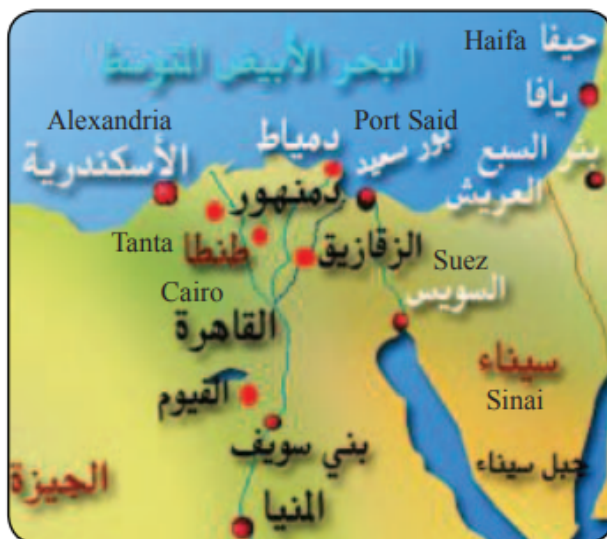 Haifa حيفا
البحر الأبيض المتوسط
يافا
Alexandria
Port Said
دمياط
بور سعيد
بئر السبع
الأسكندرية
دمنهور
العريش
Tanta طنطا
الزقازيق
Suez
Cairo
السويس
القاهرة
سيناء
القيوم
Sinai
بني سويف
جبل سيناء
الجيزة
المنيا